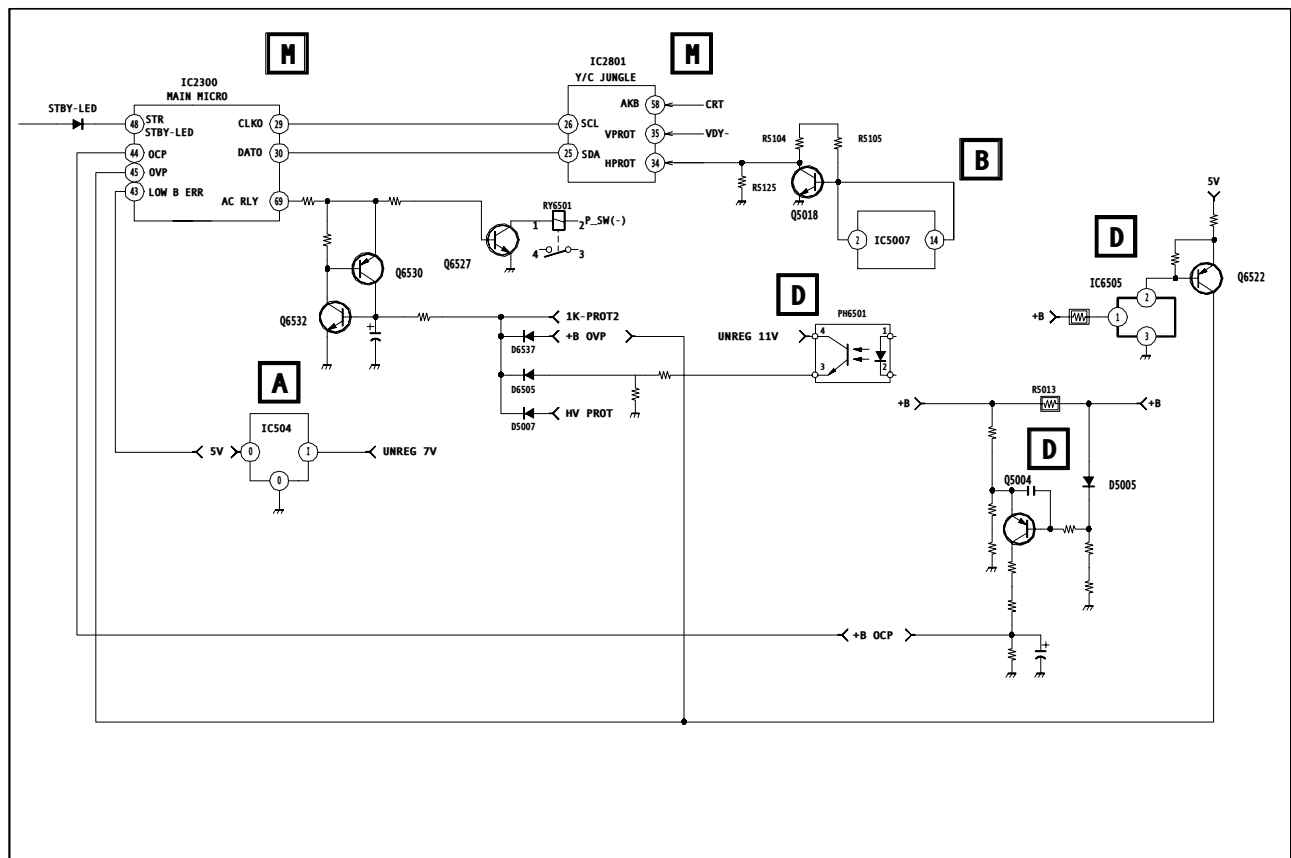 M
M
IC2300
MAIN MICRO
IC2801
Y/C JUNGLE
STBY-LED
48
STR
STBY-LED
44
OCP
45
OVP
43
LOW B ERR
CLKO
29
DATO
30
AC RLY
69
26
SCL
25
SDA
AKB
58
CRT
VPROT
35
VDY-
HPROT
34
R5104
R5105
R5125
Q5018
B
2
IC5007
14
5V
D
IC6505
Q6522
2
+B
1
3
RY6501
1
2
P_SW(-)
4
3
Q6527
Q6530
Q6532
+
1K-PROT2
+B OVP
D6537
D6505
D5007
HV PROT
D
PH6501
UNREG 11V
4
1
3
2
A
IC504
5V
O
I
O
UNREG 7V
R5013
+B
+B
D
Q5004
D5005
+B OCP
+